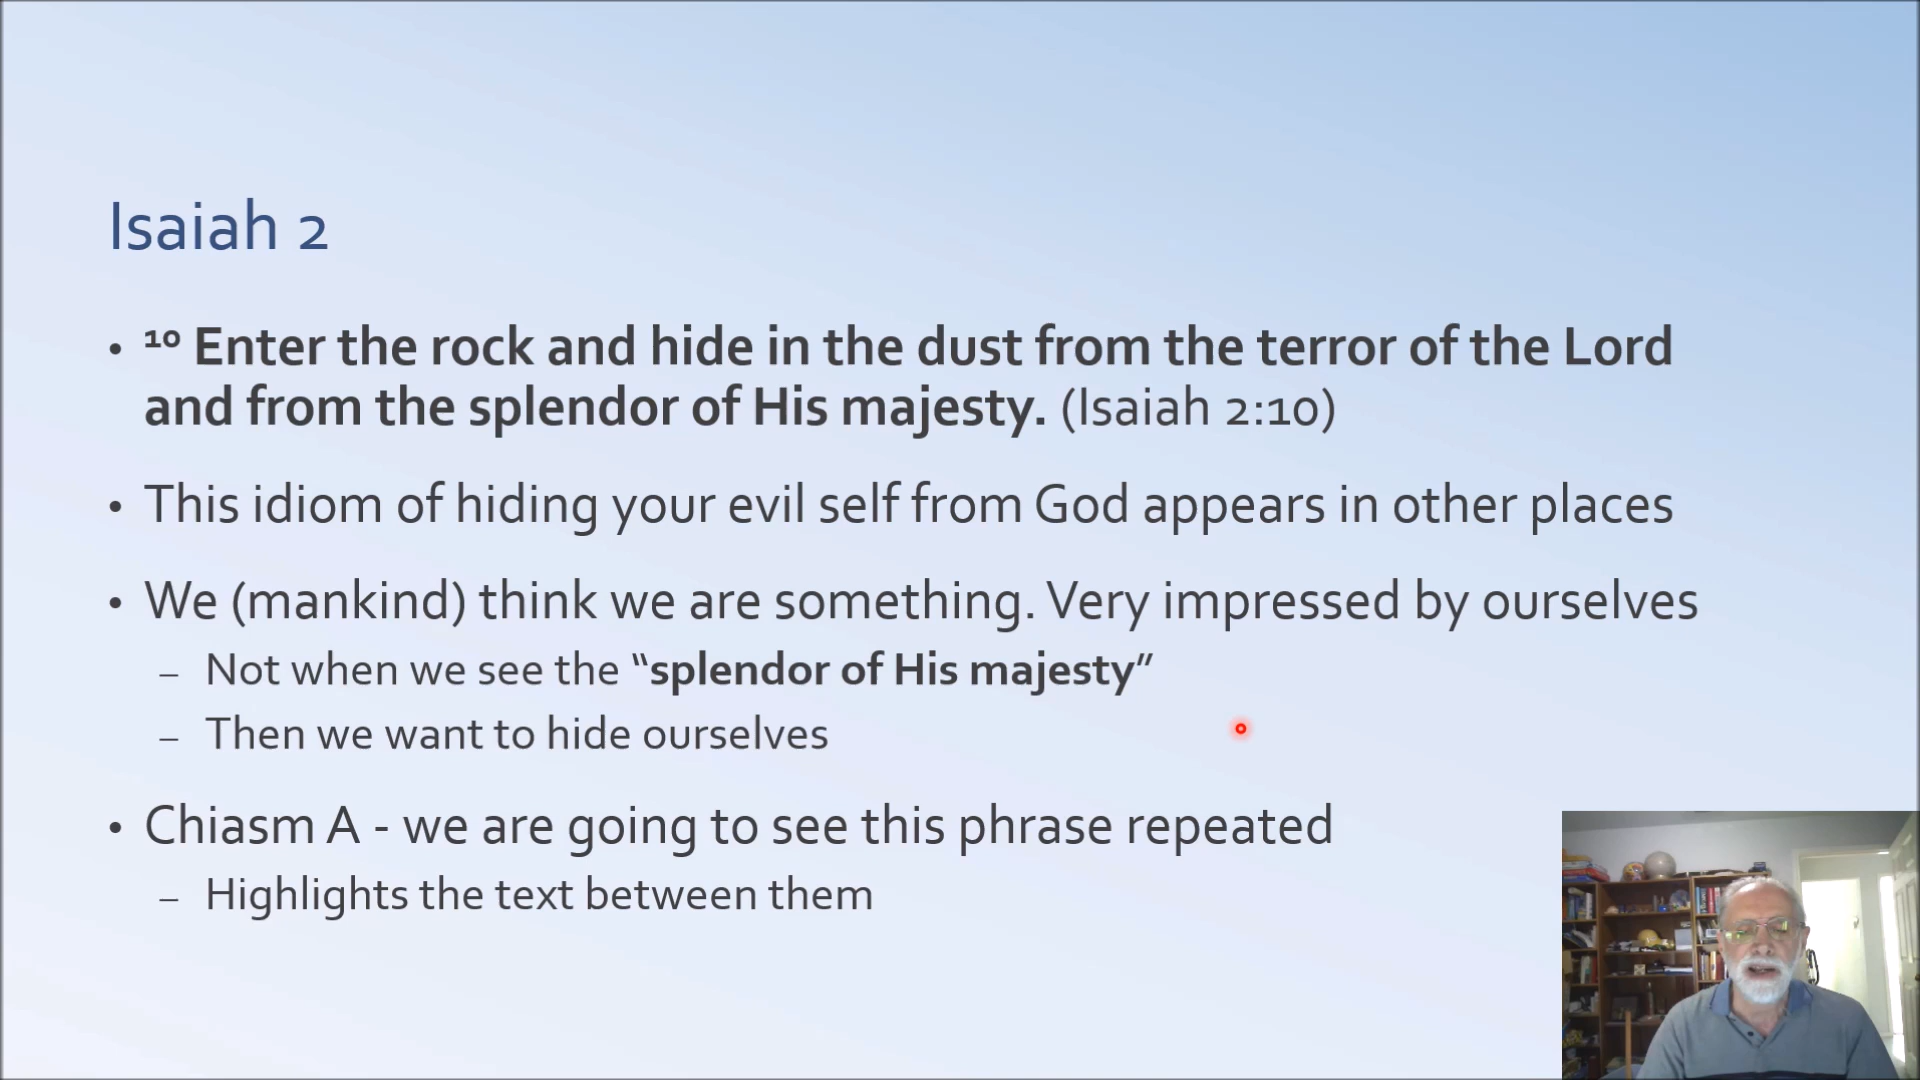 Isaiah 2
• ¹⁰ Enter the rock and hide in the dust from the terror of the Lord
and from the splendor of His majesty. (Isaiah 2:10)
• This idiom of hiding your evil self from God appears in other places
• We (mankind) think we are something. Very impressed by ourselves
– Not when we see the “splendor of His majesty”
– Then we want to hide ourselves
• Chiasm A - we are going to see this phrase repeated
– Highlights the text between them